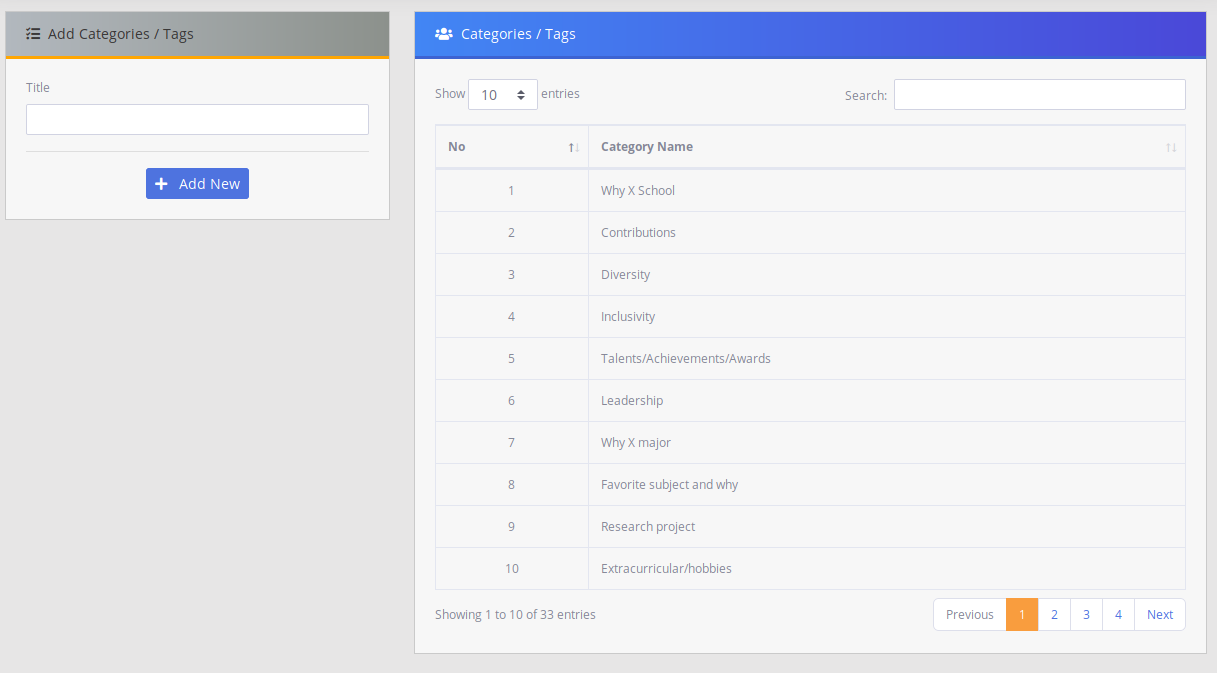 Add Categories / Tags
Title
Add New
Categories / Tags
Show 10 entries
Search:
No Category Name
1 Why X School
2 Contributions
3 Diversity
4 Inclusivity
5 Talents/Achievements/Awards
6 Leadership
7 Why X major
8 Favorite subject and why
9 Research project
10 Extracurricular/hobbies
Showing 1 to 10 of 33 entries
Previous 1 2 3 4 Next